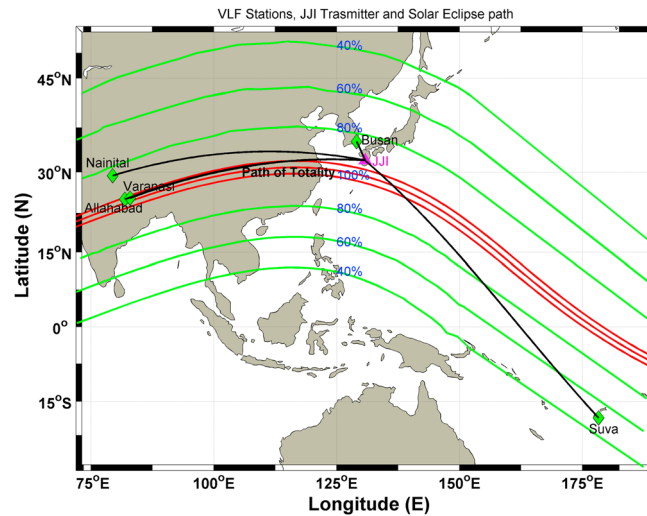 VLF Stations, JJI Trasmitter and Solar Eclipse path
45°N
30°N
15°N
0°
15°S
Latitude (N)
40%
60%
80%
Busan
JJI
Nainital
Varanasi
Path of Totality
100%
Allahabad
80%
60%
40%
Suva
75°E
100°E
125°E
150°E
175°E
Longitude (E)